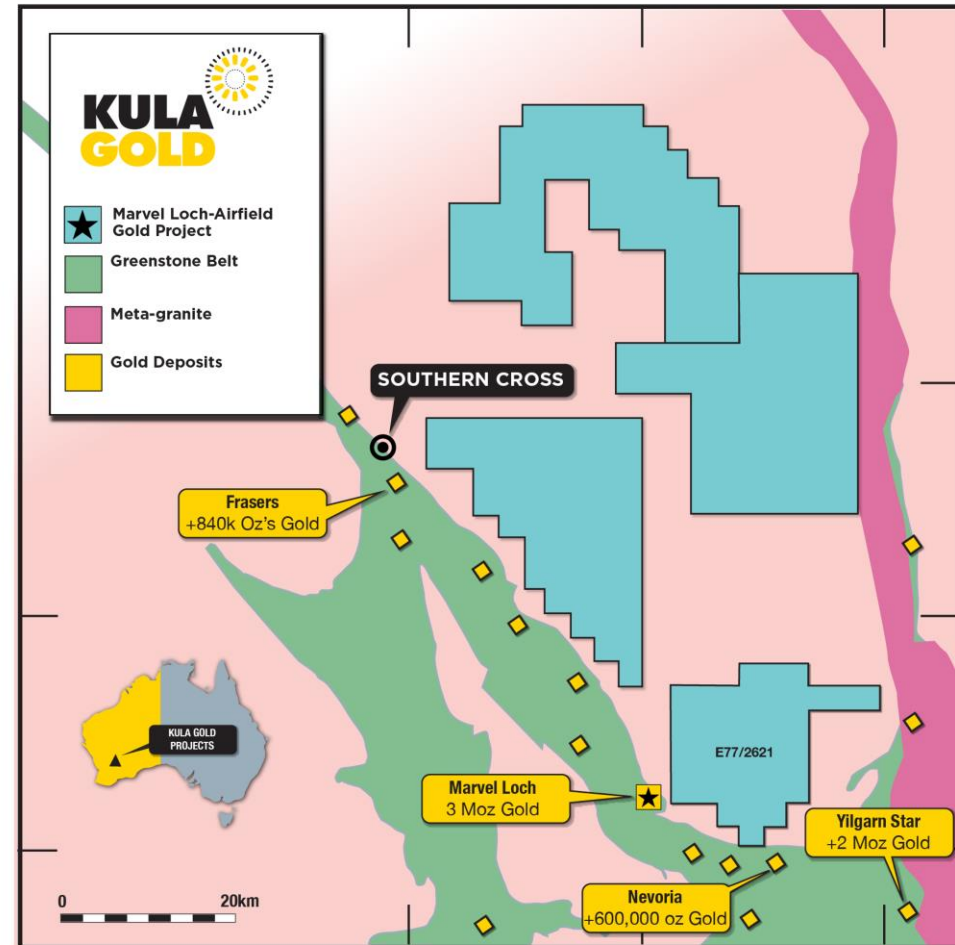 KULA
GOLD
Marvel Loch-Airfield
Gold Project
Greenstone Belt
Meta-granite
Gold Deposits
SOUTHERN CROSS
Frasers
+840k Oz's Gold
KULA GOLD
PROJECTS
E77/2621
Marvel Loch
3 Moz Gold
Yilgarn Star
+2 Moz Gold
Nevoria
+600,000 oz Gold
0 20km